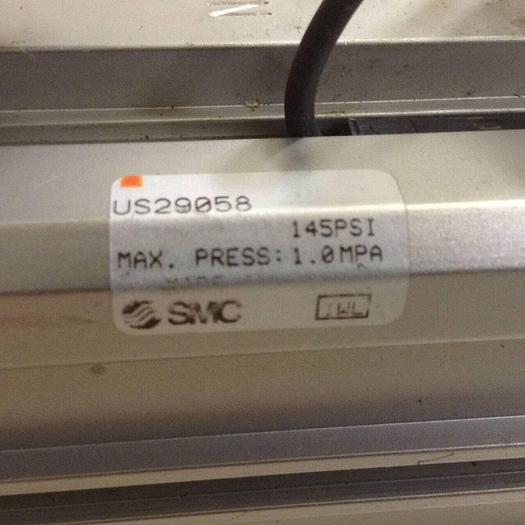 US29058
145PSI
MAX. PRESS: 1.0MPA
SMC